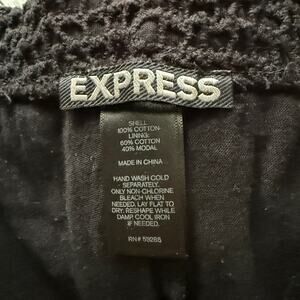 EXPRESS
SHELL
100% COTTON
LINING:
60% COTTON
40% MODAL
MADE IN CHINA
HAND WASH COLD
SEPARATELY.
ONLY NON-CHLORINE
BLEACH WHEN
NEEDED. LAY FLAT TO
DRY. RESHAPE WHILE
DAMP. COOL IRON
IF NEEDED.
RN# 59285